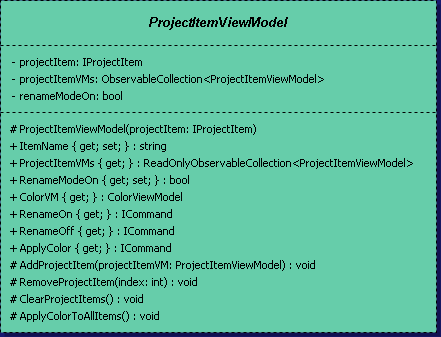 ProjectItemViewModel
- projectItem: IProjectItem
- projectItemVMs: ObservableCollection<ProjectItemViewModel>
- renameModeOn: bool
# ProjectItemViewModel(projectItem: IProjectItem)
+ ItemName { get; set; } : string
+ ProjectItemVMs { get; } : ReadOnlyObservableCollection<ProjectItemViewModel>
+ RenameModeOn { get; set; } : bool
+ ColorVM { get; } : ColorViewModel
+ RenameOn { get; } : ICommand
+ RenameOff { get; } : ICommand
+ ApplyColor { get; } : ICommand
# AddProjectItem(projectItemVM: ProjectItemViewModel) : void
# RemoveProjectItem(index: int) : void
# ClearProjectItems() : void
# ApplyColorToAllItems() : void